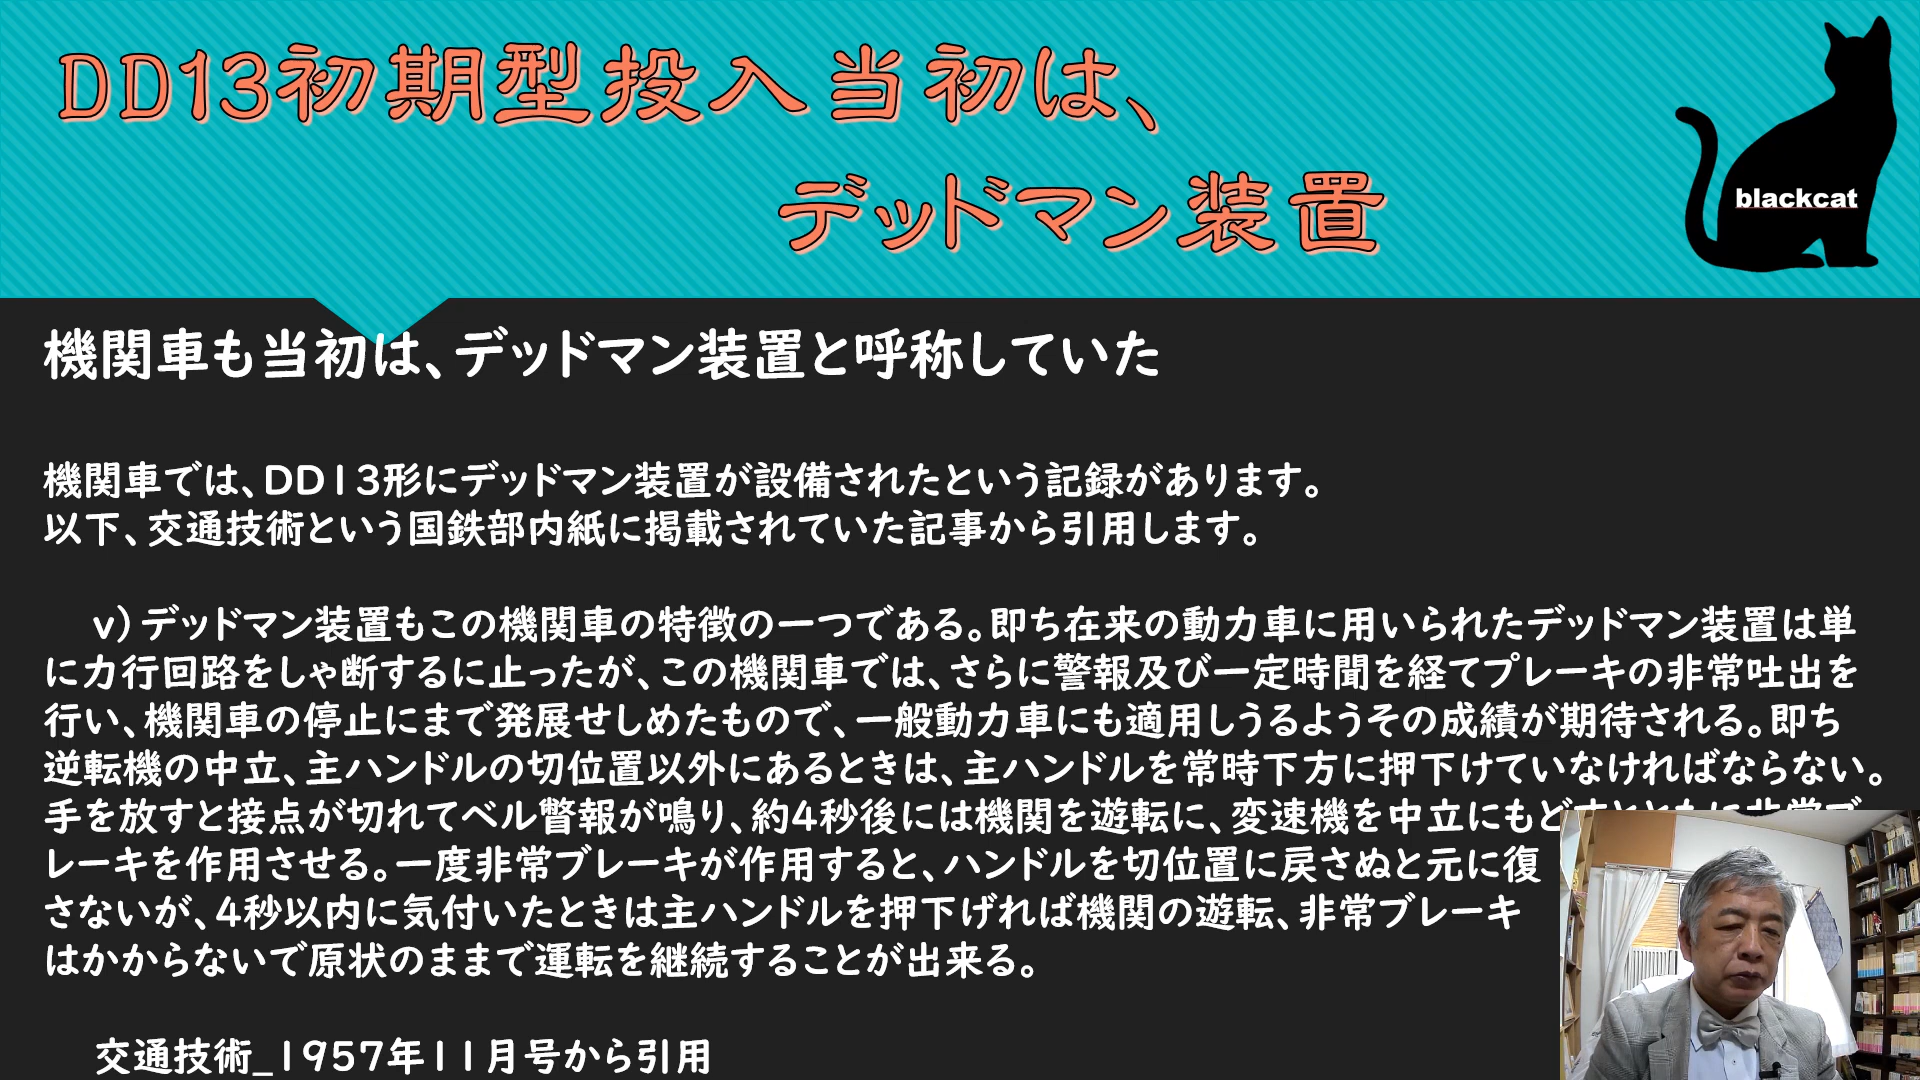 DD13初期型投入当初は、
デッドマン装置
blackcat
機関車も当初は、デッドマン装置と呼称していた
機関車では、DD13形にデッドマン装置が設備されたという記録があります。
以下、交通技術という国鉄部内紙に掲載されていた記事から引用します。
v）デッドマン装置もこの機関車の特徴の一つである。即ち在来の動力車に用いられたデッドマン装置は単
に力行回路をしゃ断するに止ったが、この機関車では、さらに警報及び一定時聞を経てプレーキの非常吐出を
行い、機関車の停止にまで発展せしめたもので、一般動力車にも適用しうるようその成績が期待される。即ち
逆転機の中立、主ハンドルの切位置以外にあるときは、主ハンドルを常時下方に押下けていなければならない。
手を放すと接点が切れてベル警報が鳴り、約4秒後には機関を遊転に、変速機を中立にもどすとともに非常ブ
レーキを作用させる。一度非常ブレーキが作用すると、ハンドルを切位置に戻さぬと元に復
さないが、4秒以内に気付いたときは主ハンドルを押下げれば機関の遊転、非常ブレーキ
はかからないで原状のままで運転を継続することが出来る。
交通技術_1957年11月号から引用